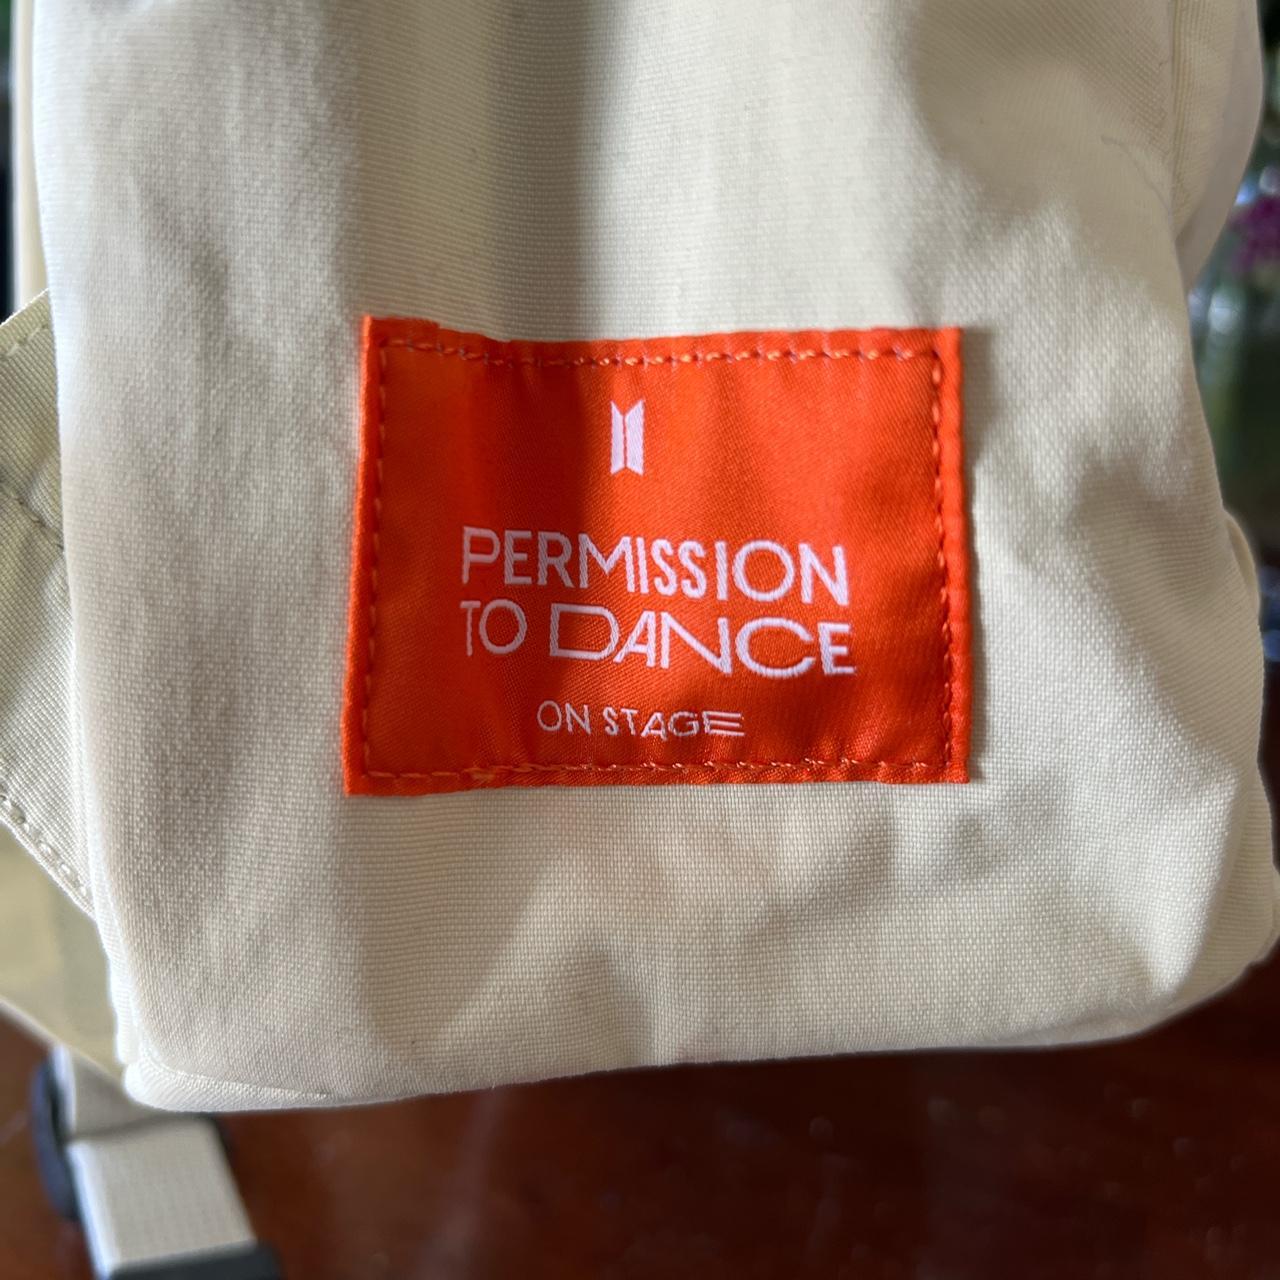 PERMISSION
TO DANCE
ON STAGE